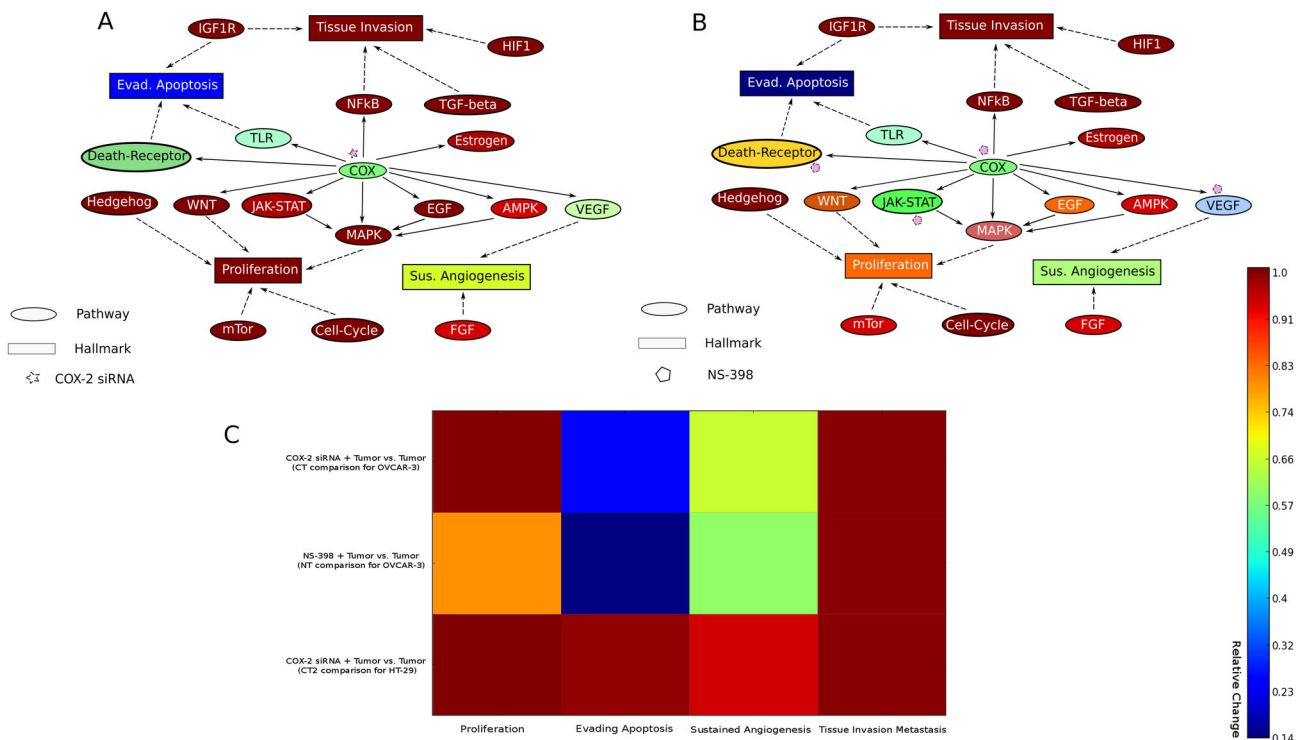 A
IGF1R
Tissue Invasion
HIF1
Evad. Apoptosis
NFkB
TGF-beta
TLR
Estrogen
Death-Receptor
COX
Hedgehog
WNT
JAK-STAT
EGF
AMPK
VEGF
MAPK
Proliferation
Sus. Angiogenesis
mTor
Cell-Cycle
FGF
Pathway
Hallmark
COX-2 siRNA
B
IGF1R
Tissue Invasion
HIF1
Evad. Apoptosis
NFkB
TGF-beta
TLR
Estrogen
Death-Receptor
COX
Hedgehog
WNT
JAK-STAT
EGF
AMPK
VEGF
MAPK
Proliferation
Sus. Angiogenesis
mTor
Cell-Cycle
FGF
Pathway
Hallmark
NS-398
C
COX-2 siRNA + Tumor vs. Tumor
(CT comparison for OVCAR-3)
NS-398 + Tumor vs. Tumor
(NT comparison for OVCAR-3)
COX-2 siRNA + Tumor vs. Tumor
(CT2 comparison for HT-29)
Proliferation
Evading Apoptosis
Sustained Angiogenesis
Tissue Invasion Metastasis
1.0
0.91
0.83
0.74
0.66
0.57
0.49
0.4
0.32
0.23
0.14
Relative Change